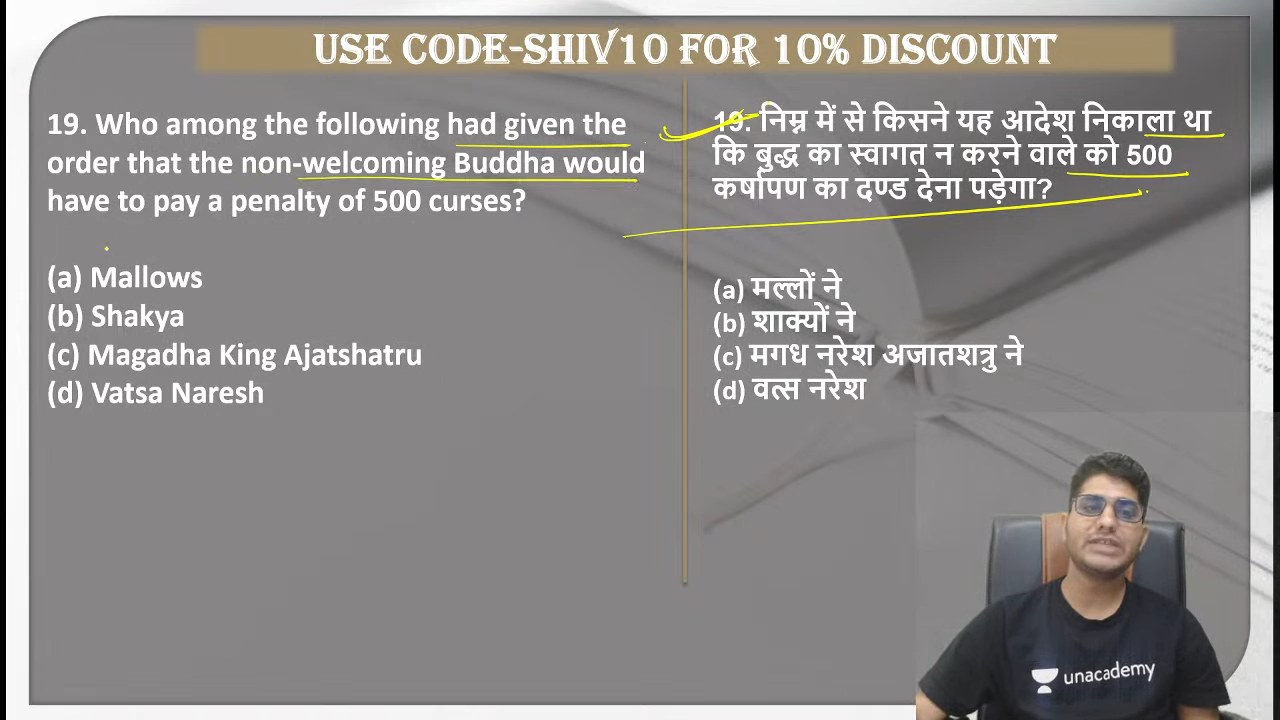 USE CODE-SHIV10 FOR 10% DISCOUNT
19. Who among the following had given the
order that the non-welcoming Buddha would
have to pay a penalty of 500 curses?
(a) Mallows
(b) Shakya
(c) Magadha King Ajatshatru
(d) Vatsa Naresh
19. निम्न में से किसने यह आदेश निकाला था
कि बुद्ध का स्वागत न करने वाले को 500
कर्षापण का दण्ड देना पड़ेगा?
(a) मल्लों ने
(b) शाक्यों ने
(c) मगध नरेश अजातशत्रु ने
(d) वत्स नरेश
unacademy